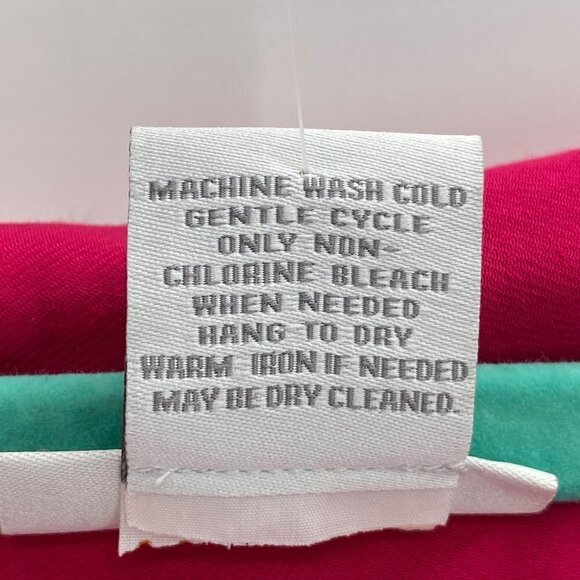 MACHINE WASH COLD
GENTLE CYCLE
ONLY NON-
CHLORINE BLEACH
WHEN NEEDED
HANG TO DRY
WARM IRON IF NEEDED
MAY BE DRY CLEANED.